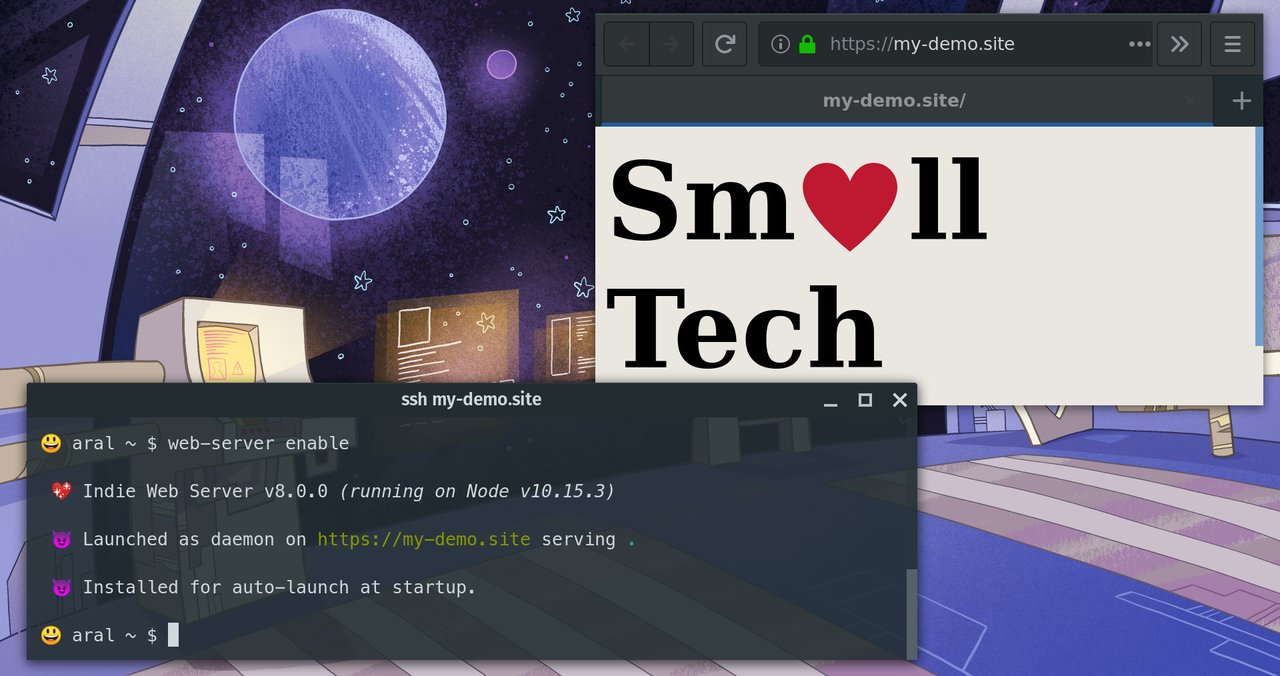 https://my-demo.site
my-demo.site/
Sm❤ll
Tech
ssh my-demo.site
😃 aral ~ $ web-server enable
💖 Indie Web Server v8.0.0 (running on Node v10.15.3)
😈 Launched as daemon on https://my-demo.site serving .
😈 Installed for auto-launch at startup.
😃 aral ~ $